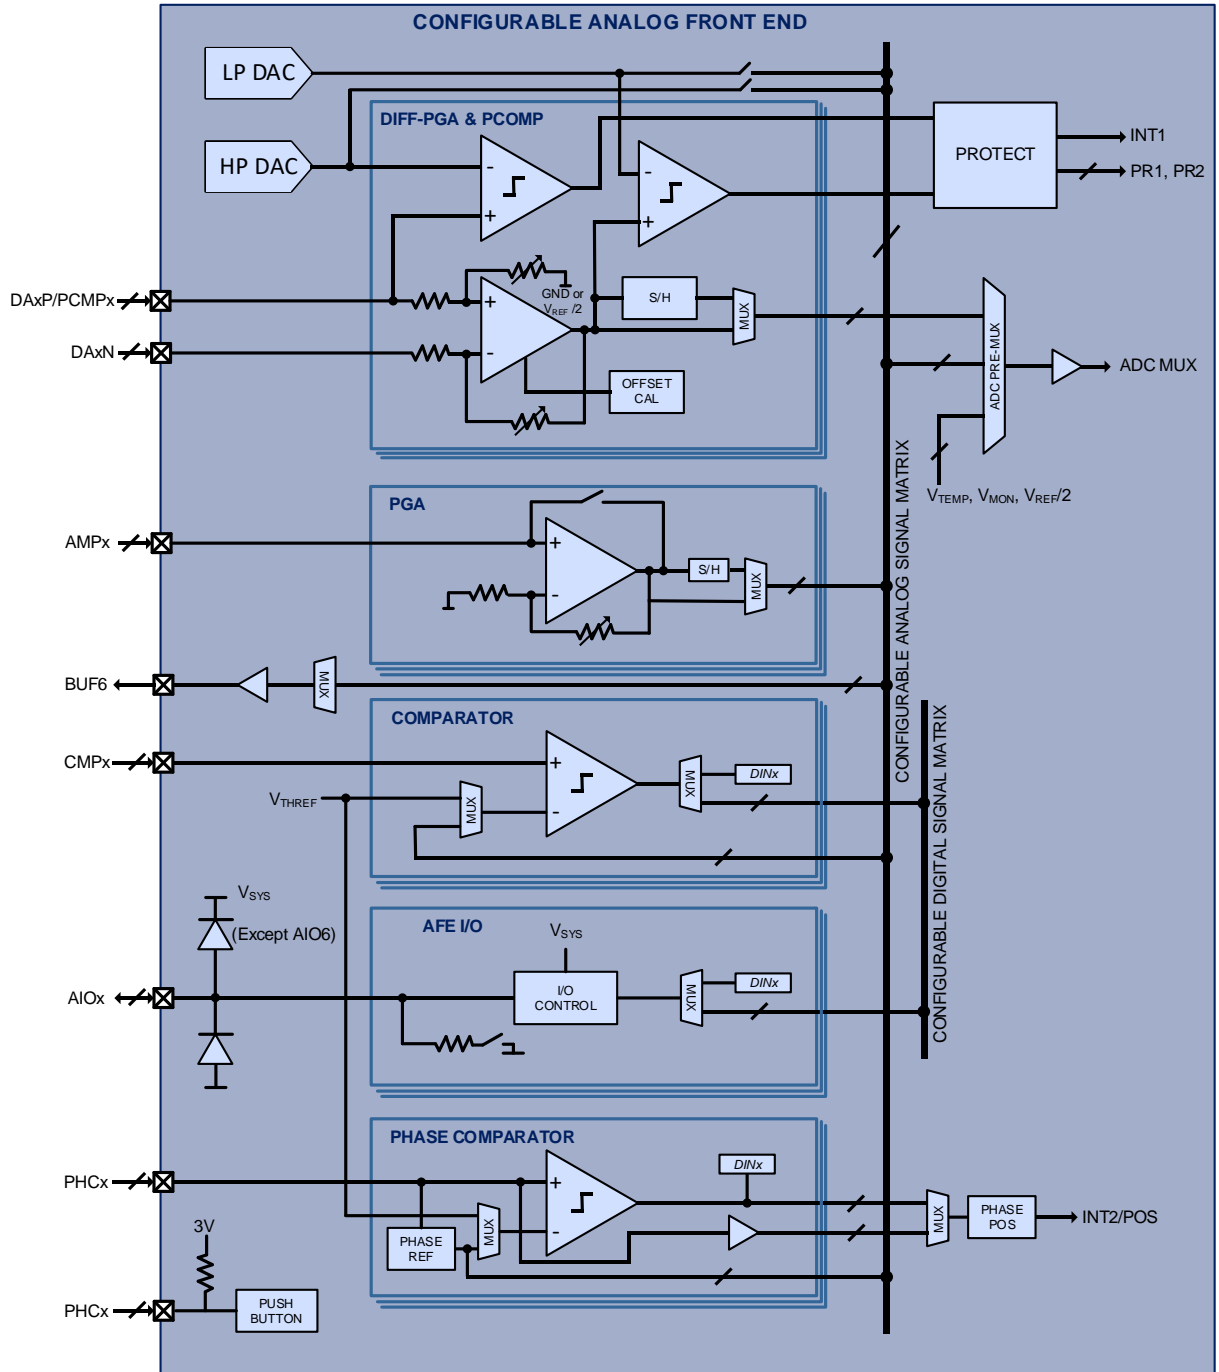 CONFIGURABLE ANALOG FRONT END
LP DAC
HP DAC
DIFF-PGA & PCOMP
-
+
-
+
PROTECT
INT1
PR1, PR2
DAxP/PCMPx
DAxN
+
-
GND or
VREF /2
S/H
MUX
OFFSET
CAL
ADC PRE-MUX
ADC MUX
VTEMP, VMON, VREF/2
CONFIGURABLE ANALOG SIGNAL MATRIX
PGA
AMPx
+
-
S/H
MUX
BUF6
MUX
COMPARATOR
CMPx
VTHREF
MUX
+
-
MUX
DINx
CONFIGURABLE DIGITAL SIGNAL MATRIX
VSYS
(Except AIO6)
AFE I/O
VSYS
AIOx
I/O
CONTROL
MUX
DINx
PHASE COMPARATOR
PHCx
+
-
PHASE
REF
MUX
DINx
MUX
PHASE
POS
INT2/POS
3V
PHCx
PUSH
BUTTON